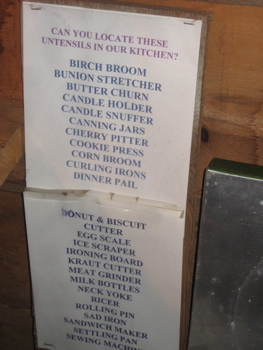 CAN YOU LOCATE THESE
UNTENSILS IN OUR KITCHEN?
BIRCH BROOM
BUNION STRETCHER
BUTTER CHURN
CANDLE HOLDER
CANDLE SNUFFER
CANNING JARS
CHERRY PITTER
COOKIE PRESS
CORN BROOM
CURLING IRONS
DINNER PAIL
DONUT & BISCUIT
CUTTER
EGG SCALE
ICE SCRAPER
IRONING BOARD
KRAUT CUTTER
MEAT GRINDER
MILK BOTTLES
NECK YOKE
RICER
ROLLING PIN
SAD IRON
SANDWICH MAKER
SETTLING PAN
SEWING MACHIN